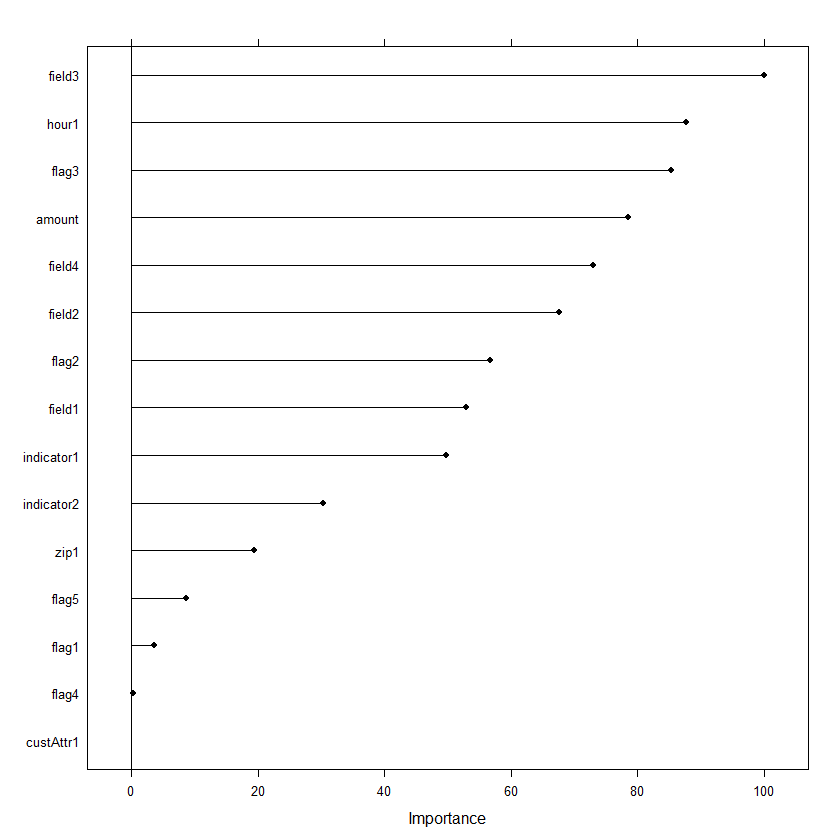 field3
hour1
flag3
amount
field4
field2
flag2
field1
indicator1
indicator2
zip1
flag5
flag1
flag4
custAttr1
0 20 40 60 80 100
Importance